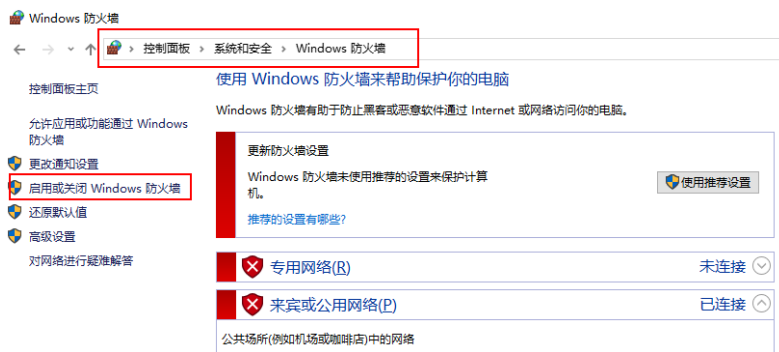 Windows 防火墙
控制面板 › 系统和安全 › Windows 防火墙
控制面板主页
允许应用或功能通过 Windows
防火墙
更改通知设置
启用或关闭 Windows 防火墙
还原默认值
高级设置
对网络进行疑难解答
使用 Windows 防火墙来帮助保护你的电脑
Windows 防火墙有助于防止黑客或恶意软件通过 Internet 或网络访问你的电脑。
更新防火墙设置
Windows 防火墙未使用推荐的设置来保护计算
机。
使用推荐设置
推荐的设置有哪些?
专用网络(R) 未连接
来宾或公用网络(P) 已连接
公共场所(例如机场或咖啡店)中的网络